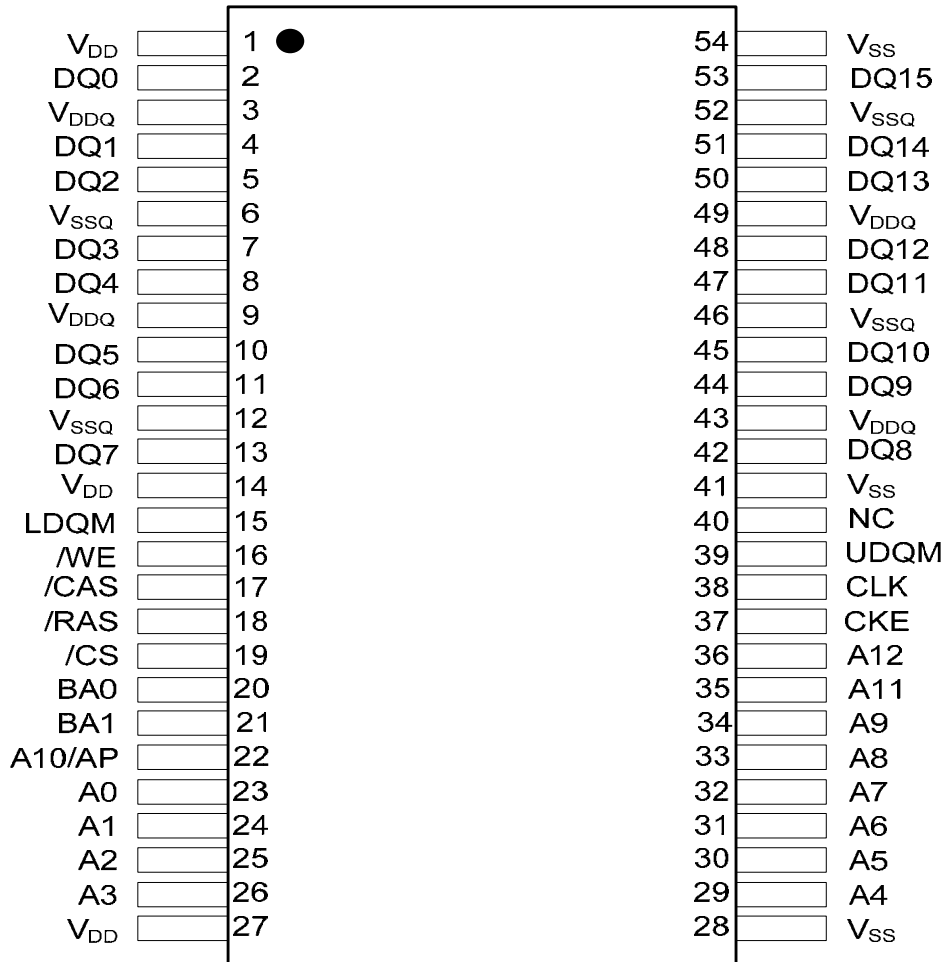 VDD 1 54 VSS
DQ0 2 53 DQ15
VDDQ 3 52 VSSQ
DQ1 4 51 DQ14
DQ2 5 50 DQ13
VSSQ 6 49 VDDQ
DQ3 7 48 DQ12
DQ4 8 47 DQ11
VDDQ 9 46 VSSQ
DQ5 10 45 DQ10
DQ6 11 44 DQ9
VSSQ 12 43 VDDQ
DQ7 13 42 DQ8
VDD 14 41 VSS
LDQM 15 40 NC
/WE 16 39 UDQM
/CAS 17 38 CLK
/RAS 18 37 CKE
/CS 19 36 A12
BA0 20 35 A11
BA1 21 34 A9
A10/AP 22 33 A8
A0 23 32 A7
A1 24 31 A6
A2 25 30 A5
A3 26 29 A4
VDD 27 28 VSS